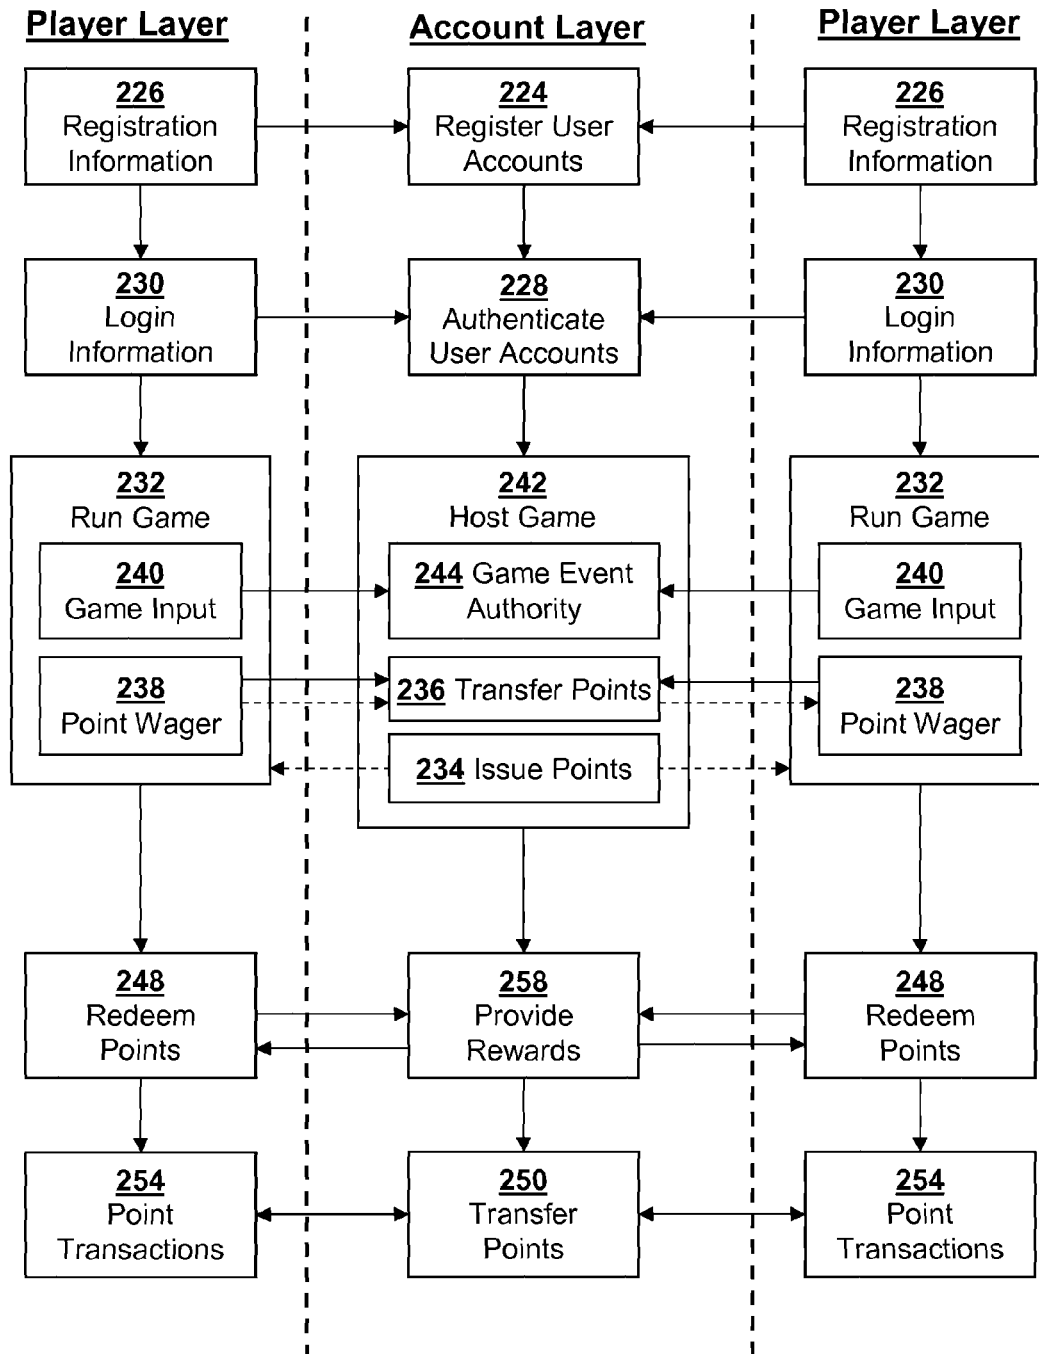 Player Layer
Account Layer
Player Layer
226
Registration
Information
224
Register User
Accounts
226
Registration
Information
230
Login
Information
228
Authenticate
User Accounts
230
Login
Information
232
Run Game
240
Game Input
238
Point Wager
242
Host Game
244 Game Event
Authority
236 Transfer Points
234 Issue Points
232
Run Game
240
Game Input
238
Point Wager
248
Redeem
Points
258
Provide
Rewards
248
Redeem
Points
254
Point
Transactions
250
Transfer
Points
254
Point
Transactions